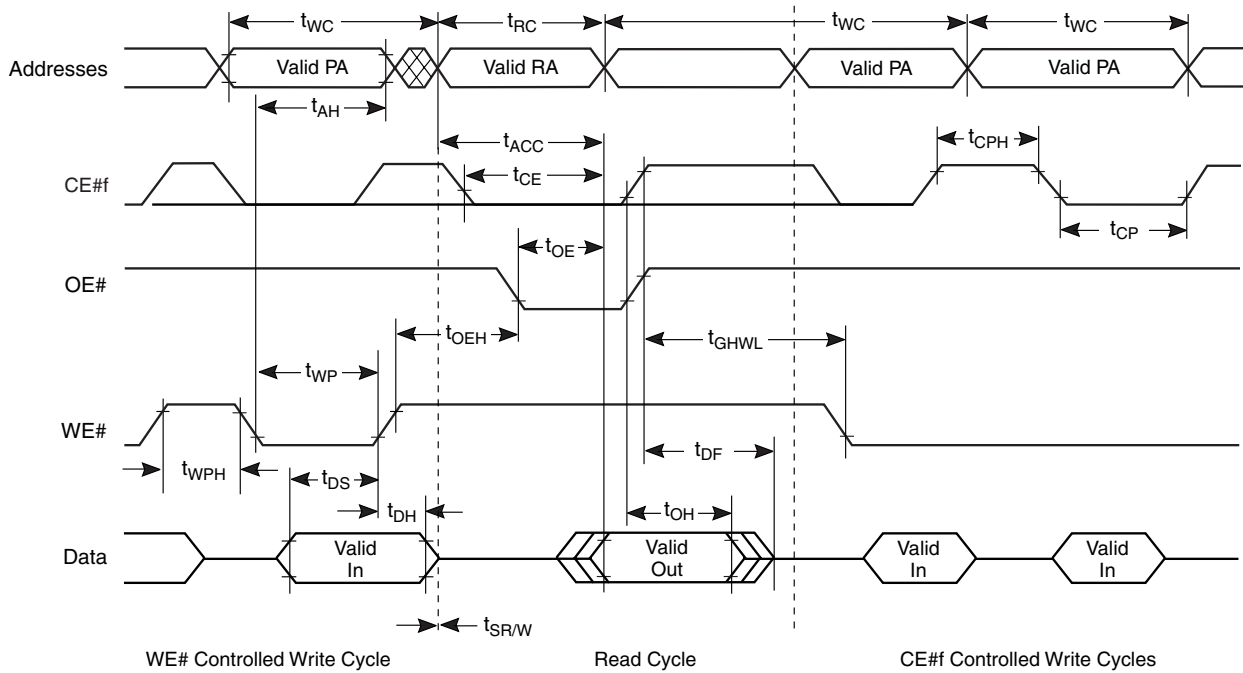 tWC tRC tWC tWC
Addresses Valid PA Valid RA Valid PA Valid PA
tAH
tACC tCPH
CE#f tCE
tCP
tOE
OE#
tOEH tGHWL
tWP
WE#
tDF
tWPH tDS
tDH tOH
Data Valid In Valid Out Valid In Valid In
tSR/W
WE# Controlled Write Cycle Read Cycle CE#f Controlled Write Cycles